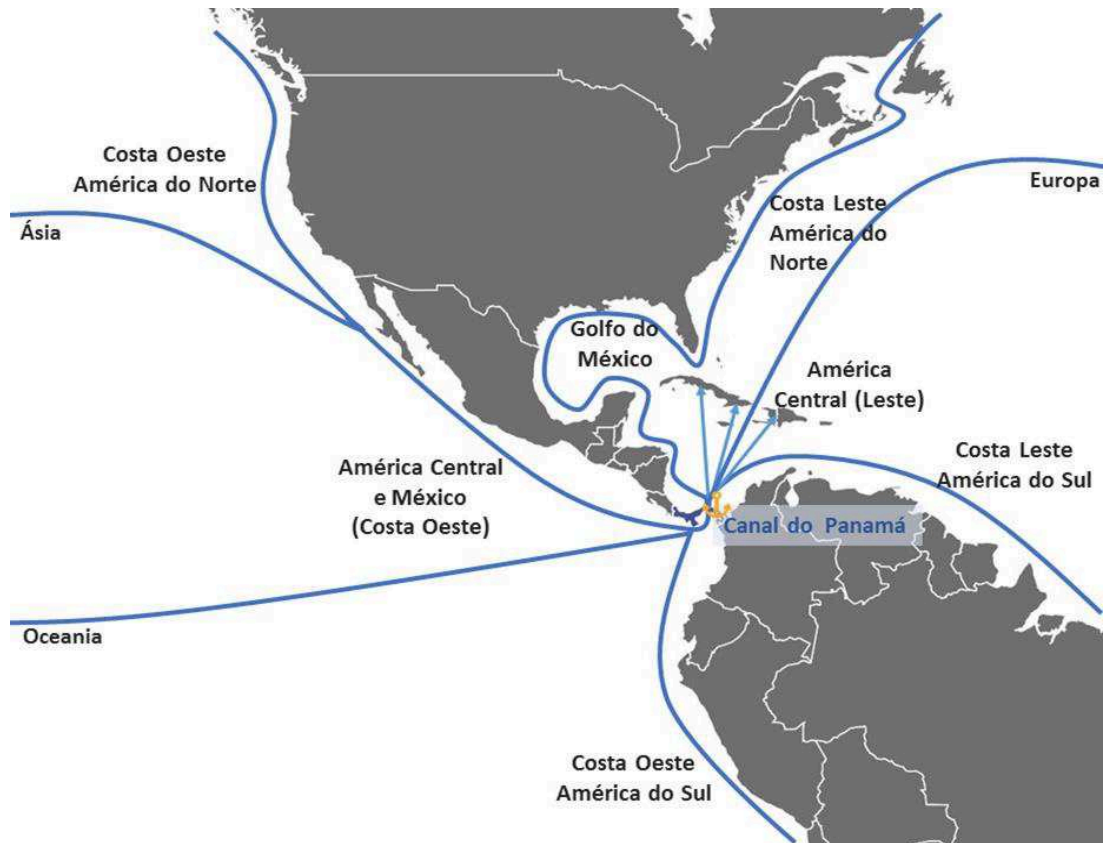 Costa Oeste
América do Norte
Ásia
Europa
Costa Leste
América do
Norte
Golfo do
México
América
Central (Leste)
Costa Leste
América do Sul
América Central
e México
(Costa Oeste)
Canal do Panamá
Oceania
Costa Oeste
América do Sul